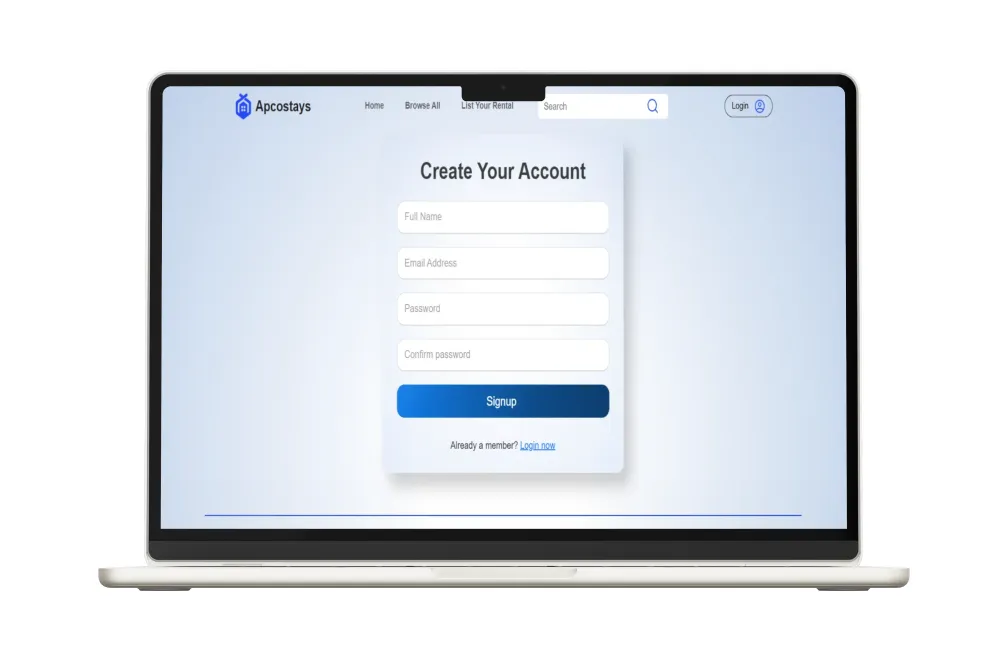 Apcostays Home Browse All List Your Rental Search Login
Create Your Account
Full Name
Email Address
Password
Confirm password
Signup
Already a member? Login now